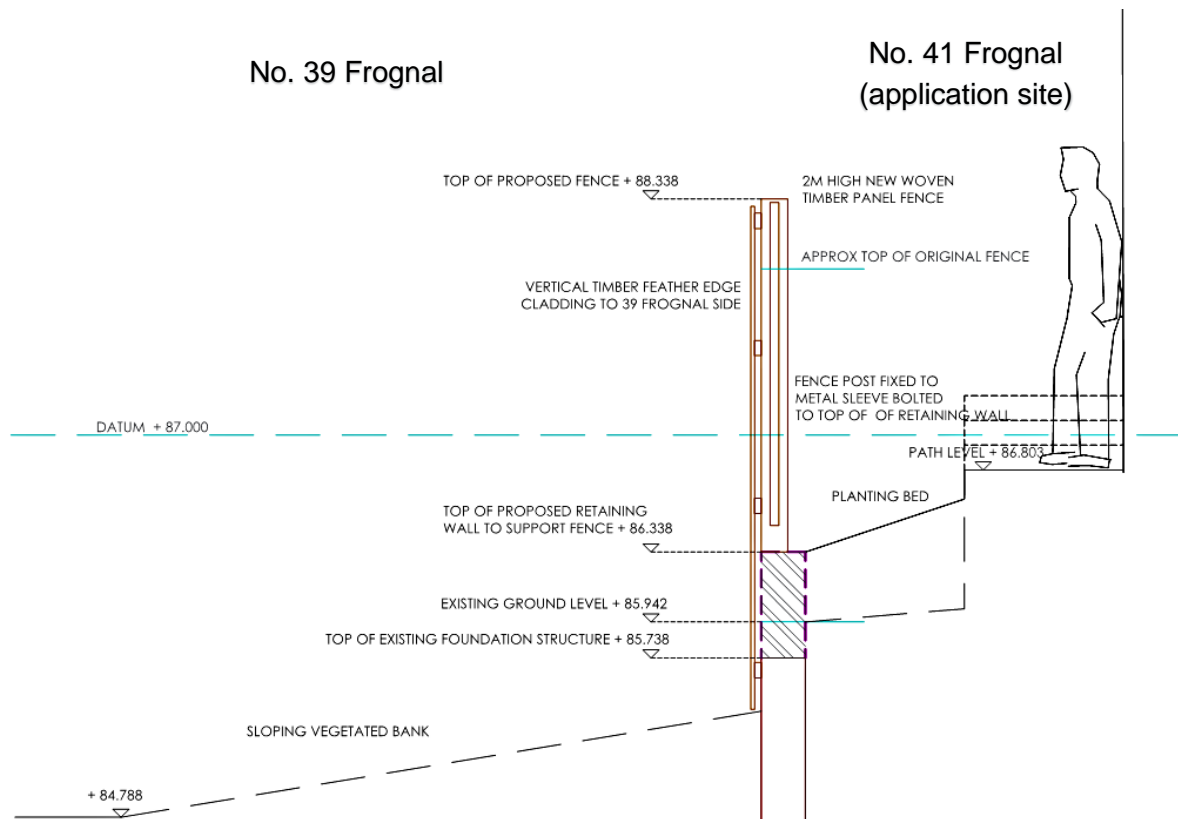 No. 39 Frognal
No. 41 Frognal
(application site)
TOP OF PROPOSED FENCE + 88.338
2M HIGH NEW WOVEN
TIMBER PANEL FENCE
APPROX TOP OF ORIGINAL FENCE
VERTICAL TIMBER FEATHER EDGE
CLADDING TO 39 FROGNAL SIDE
FENCE POST FIXED TO
METAL SLEEVE BOLTED
TO TOP OF OF RETAINING WALL
DATUM + 87.000
PATH LEVEL + 86.803
PLANTING BED
TOP OF PROPOSED RETAINING
WALL TO SUPPORT FENCE + 86.338
EXISTING GROUND LEVEL + 85.942
TOP OF EXISTING FOUNDATION STRUCTURE + 85.738
SLOPING VEGETATED BANK
+ 84.788